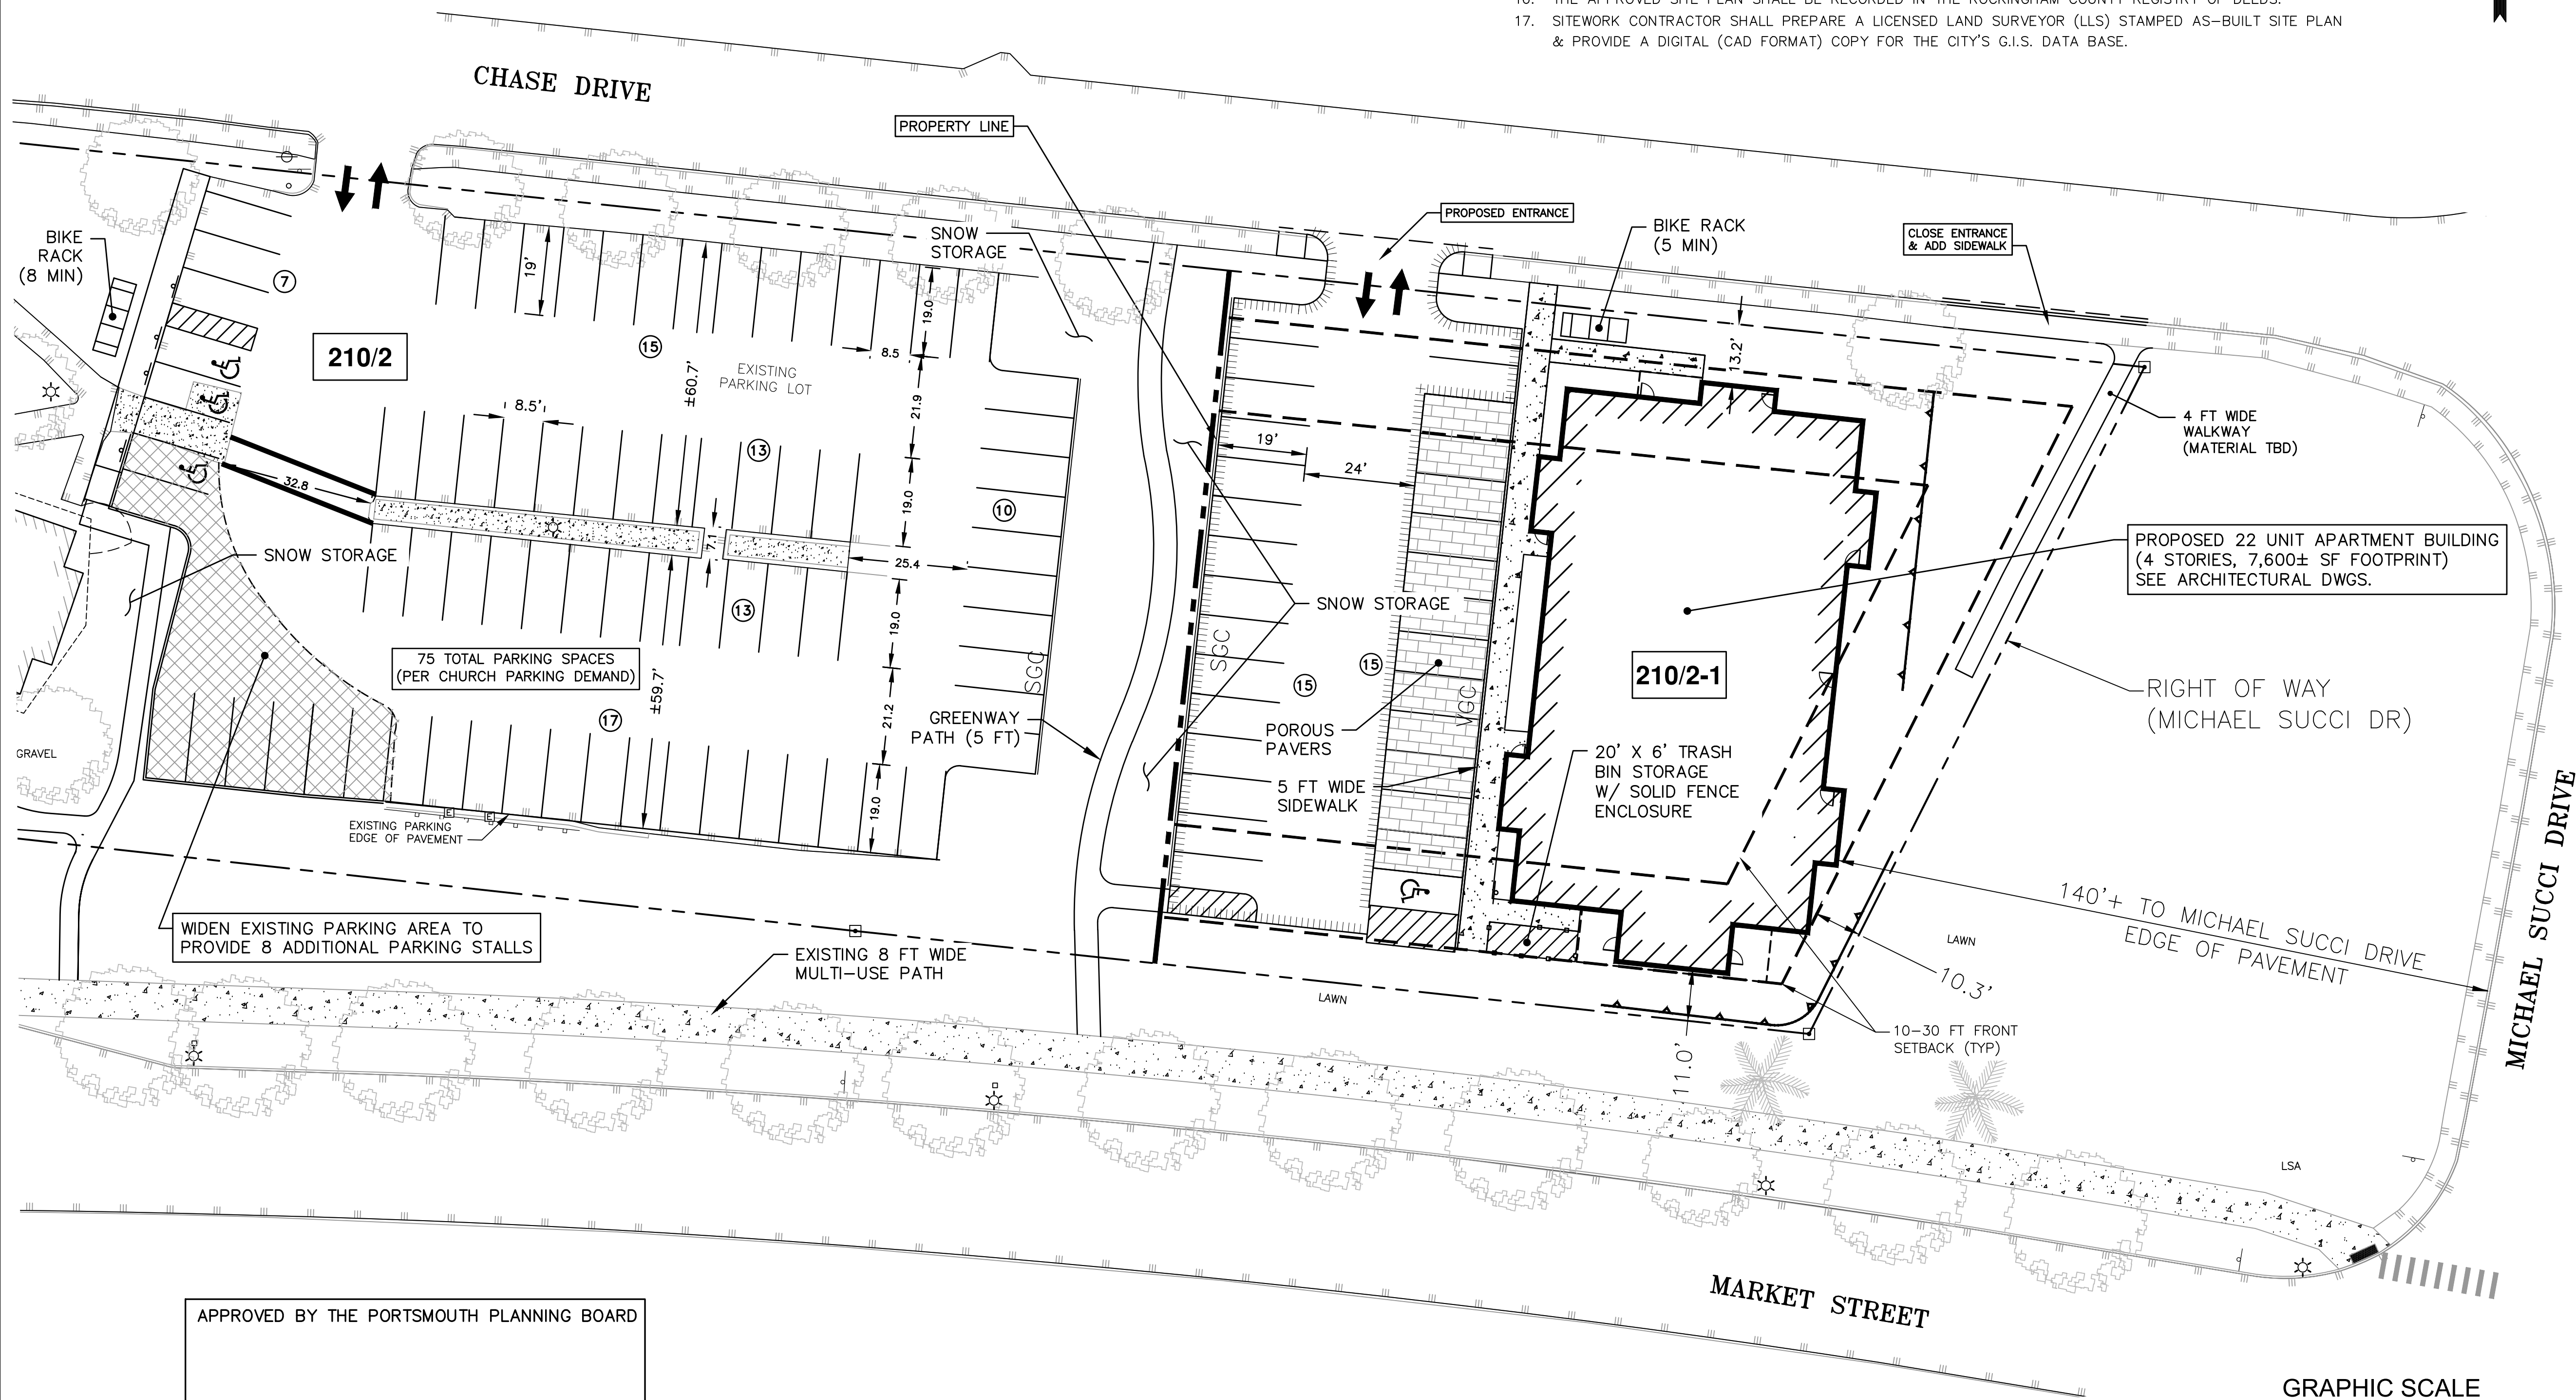 17. SITEWORK CONTRACTOR SHALL PREPARE A LICENSED LAND SURVEYOR (LLS) STAMPED AS-BUILT SITE PLAN
& PROVIDE A DIGITAL (CAD FORMAT) COPY FOR THE CITY'S G.I.S. DATA BASE.
CHASE DRIVE
PROPERTY LINE
BIKE
RACK
(8 MIN)
7
210/2
19'
15
±60.7'
EXISTING
PARKING LOT
SNOW
STORAGE
19.0
8.5
21.9
PROPOSED ENTRANCE
BIKE RACK
(5 MIN)
CLOSE ENTRANCE
& ADD SIDEWALK
13.2'
4 FT WIDE
WALKWAY
(MATERIAL TBD)
8.5'
13
19.0
10
32.8
7.1
25.4
13
19.0
19'
24'
SNOW STORAGE
SNOW STORAGE
PROPOSED 22 UNIT APARTMENT BUILDING
(4 STORIES, 7,600± SF FOOTPRINT)
SEE ARCHITECTURAL DWGS.
75 TOTAL PARKING SPACES
(PER CHURCH PARKING DEMAND)
±59.7'
17
21.2
19.0
SGC
SGC
15
15
VGC
210/2-1
RIGHT OF WAY
(MICHAEL SUCCI DR)
GREENWAY
PATH (5 FT)
POROUS
PAVERS
5 FT WIDE
SIDEWALK
20' X 6' TRASH
BIN STORAGE
W/ SOLID FENCE
ENCLOSURE
GRAVEL
E
E
EXISTING PARKING
EDGE OF PAVEMENT
MICHAEL SUCCI DRIVE
140'+ TO MICHAEL SUCCI DRIVE
EDGE OF PAVEMENT
WIDEN EXISTING PARKING AREA TO
PROVIDE 8 ADDITIONAL PARKING STALLS
EXISTING 8 FT WIDE
MULTI-USE PATH
LAWN
LAWN
10.3'
11.0'
10-30 FT FRONT
SETBACK (TYP)
LSA
MARKET STREET
APPROVED BY THE PORTSMOUTH PLANNING BOARD
GRAPHIC SCALE